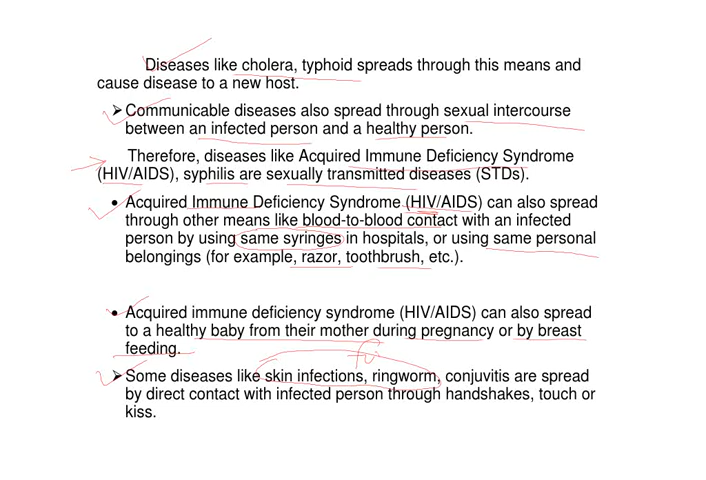 Diseases like cholera, typhoid spreads through this means and
cause disease to a new host.
➢ Communicable diseases also spread through sexual intercourse
between an infected person and a healthy person.
Therefore, diseases like Acquired Immune Deficiency Syndrome
(HIV/AIDS), syphilis are sexually transmitted diseases (STDs).
• Acquired Immune Deficiency Syndrome (HIV/AIDS) can also spread
through other means like blood-to-blood contact with an infected
person by using same syringes in hospitals, or using same personal
belongings (for example, razor, toothbrush, etc.).
• Acquired immune deficiency syndrome (HIV/AIDS) can also spread
to a healthy baby from their mother during pregnancy or by breast
feeding.
➢ Some diseases like skin infections, ringworm, conjuvitis are spread
by direct contact with infected person through handshakes, touch or
kiss.